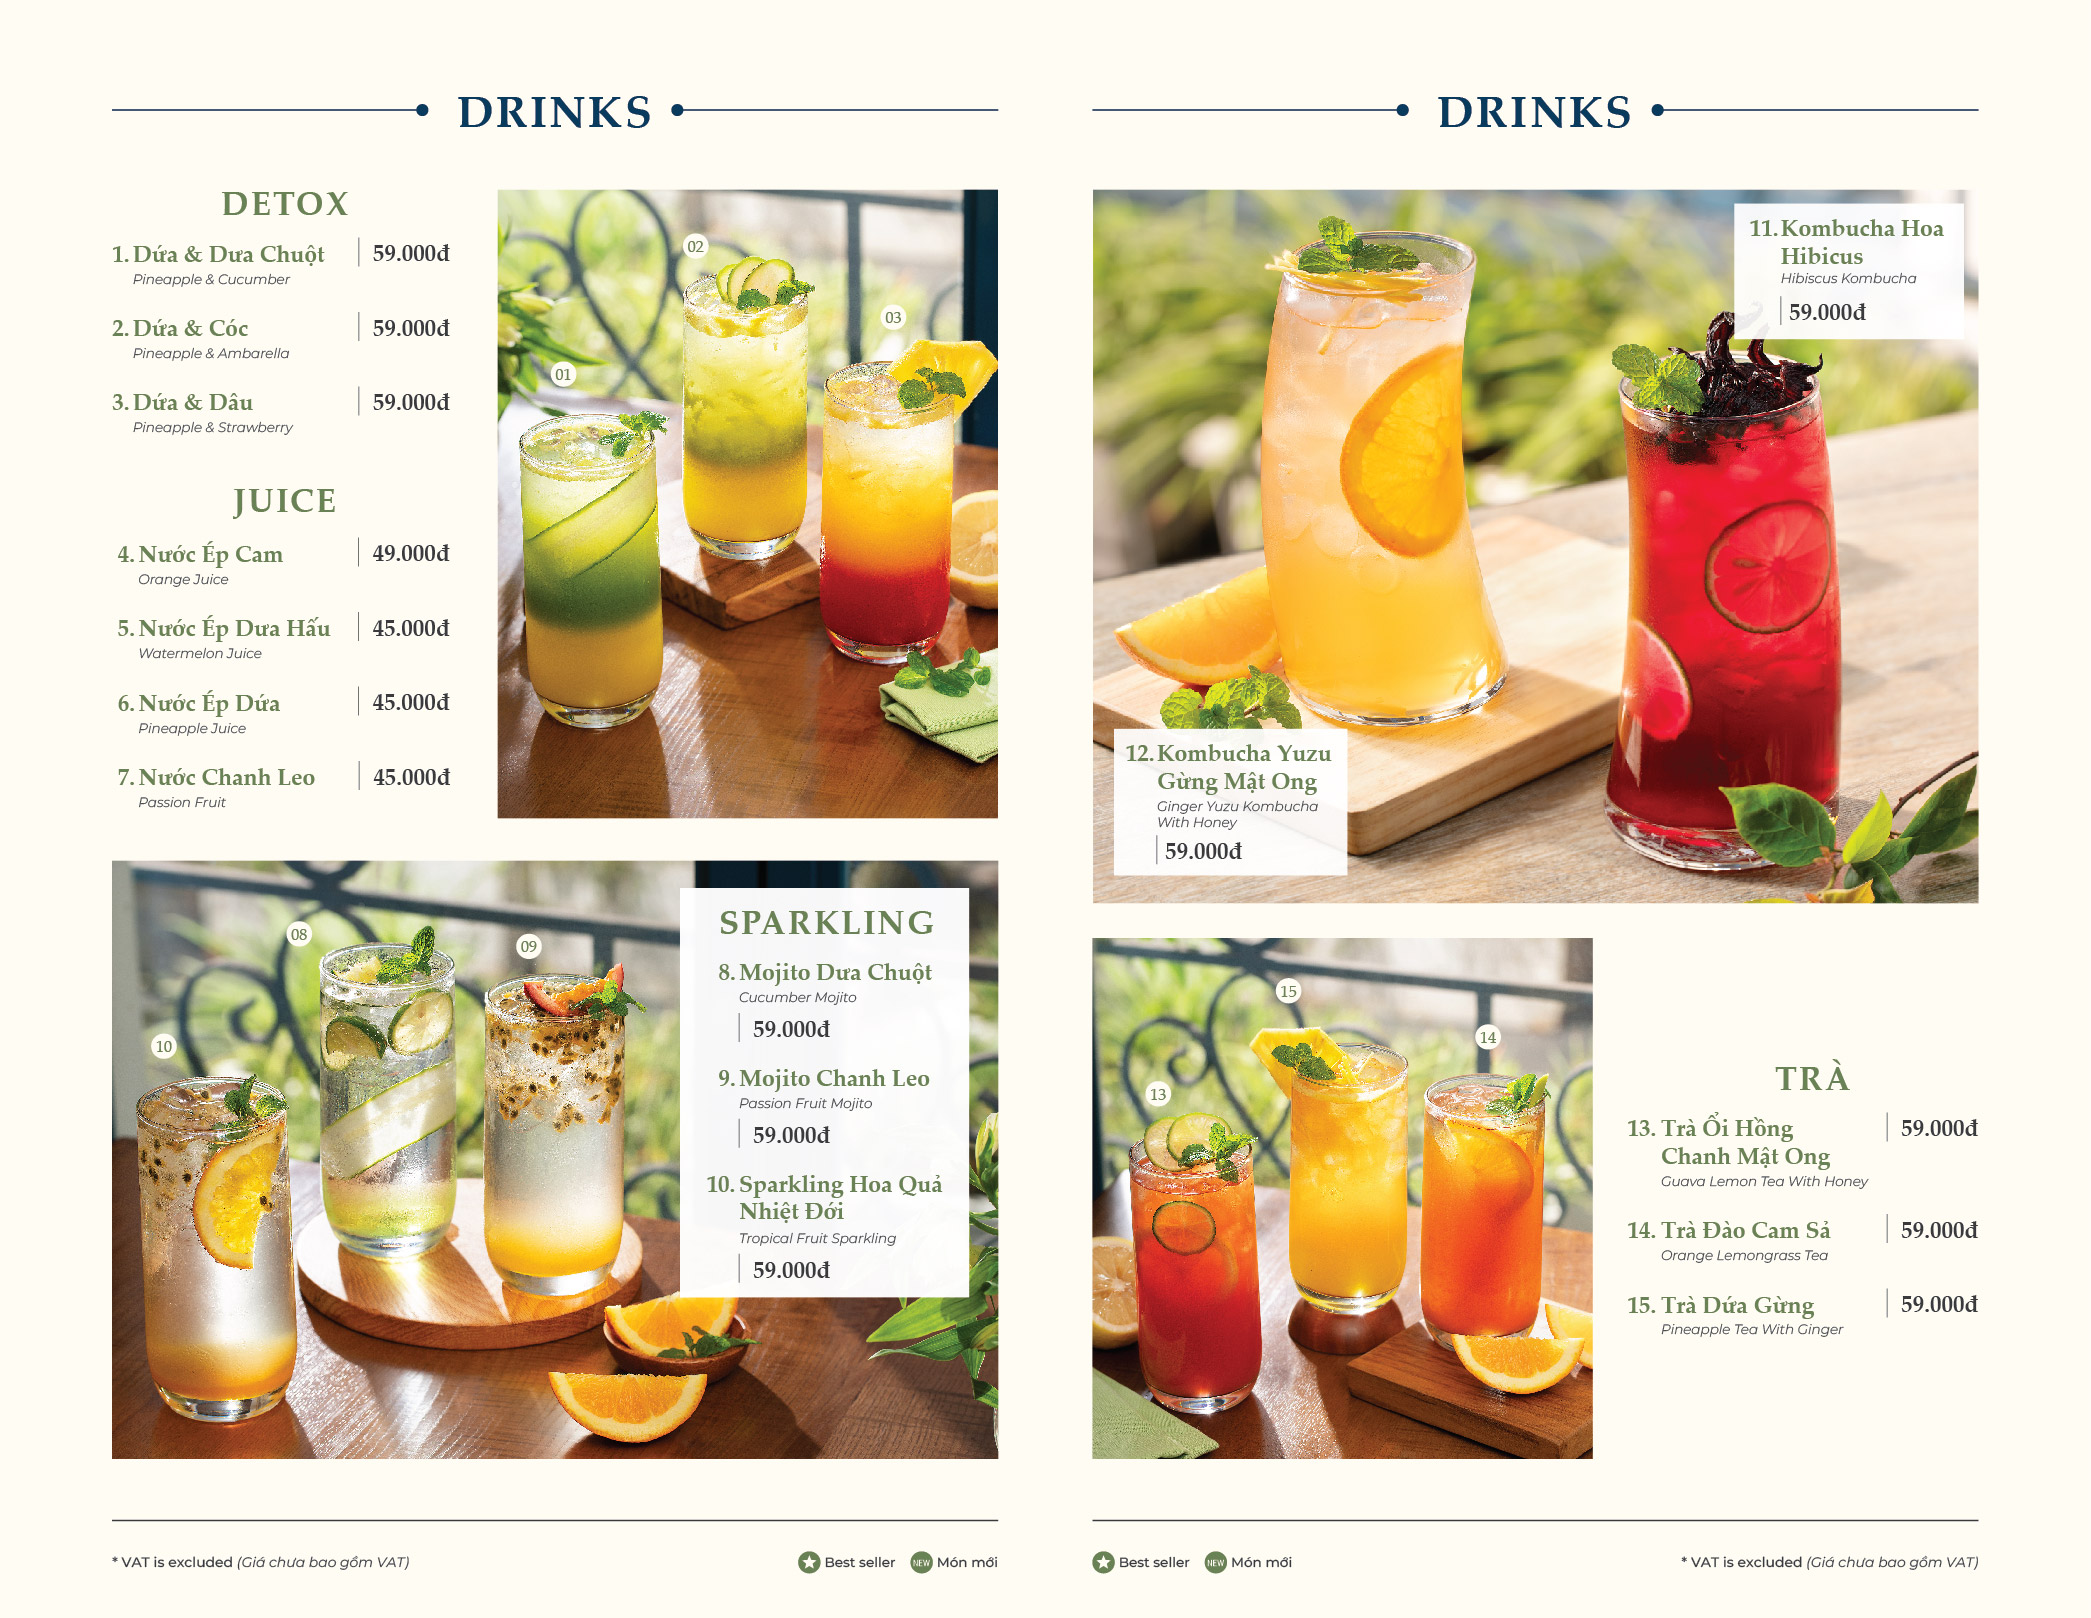 DRINKS
DETOX
1. Dứa & Dưa Chuột | 59.000đ
Pineapple & Cucumber
2. Dứa & Cóc | 59.000đ
Pineapple & Ambarella
3. Dứa & Dâu | 59.000đ
Pineapple & Strawberry
JUICE
4. Nước Ép Cam | 49.000đ
Orange Juice
5. Nước Ép Dưa Hấu | 45.000đ
Watermelon Juice
6. Nước Ép Dứa | 45.000đ
Pineapple Juice
7. Nước Chanh Leo | 45.000đ
Passion Fruit
01
02
03
08
09
10
SPARKLING
8. Mojito Dưa Chuột
Cucumber Mojito
59.000đ
9. Mojito Chanh Leo
Passion Fruit Mojito
59.000đ
10. Sparkling Hoa Quả
Nhiệt Đới
Tropical Fruit Sparkling
59.000đ
* VAT is excluded (Giá chưa bao gồm VAT)
Best seller NEW Món mới
DRINKS
11. Kombucha Hoa
Hibicus
Hibiscus Kombucha
59.000đ
12. Kombucha Yuzu
Gừng Mật Ong
Ginger Yuzu Kombucha
With Honey
59.000đ
13
15
14
TRÀ
13. Trà Ổi Hồng | 59.000đ
Chanh Mật Ong
Guava Lemon Tea With Honey
14. Trà Đào Cam Sả | 59.000đ
Orange Lemongrass Tea
15. Trà Dứa Gừng | 59.000đ
Pineapple Tea With Ginger
Best seller NEW Món mới
* VAT is excluded (Giá chưa bao gồm VAT)